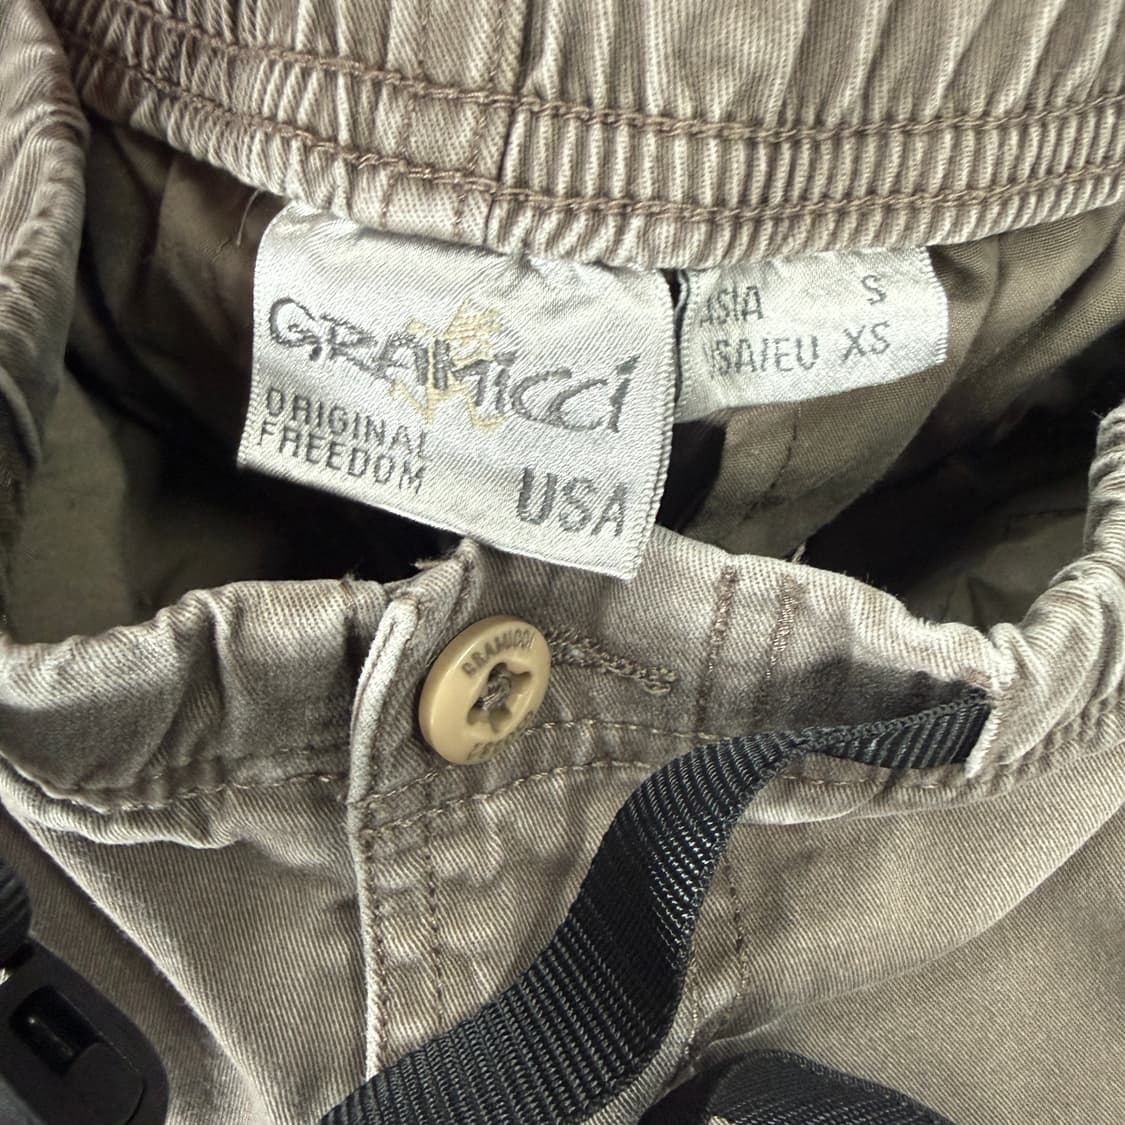 GRAMICCI
ORIGINAL
FREEDOM
USA
ASIA S
USA/EU XS
GRAMICCI